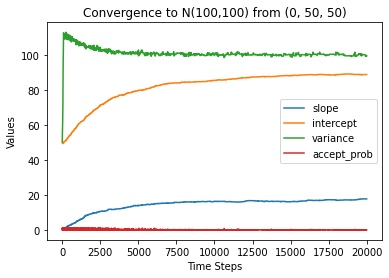 Convergence to N(100,100) from (0, 50, 50)
Values
100
80
60
40
20
0
slope
intercept
variance
accept_prob
0 2500 5000 7500 10000 12500 15000 17500 20000
Time Steps